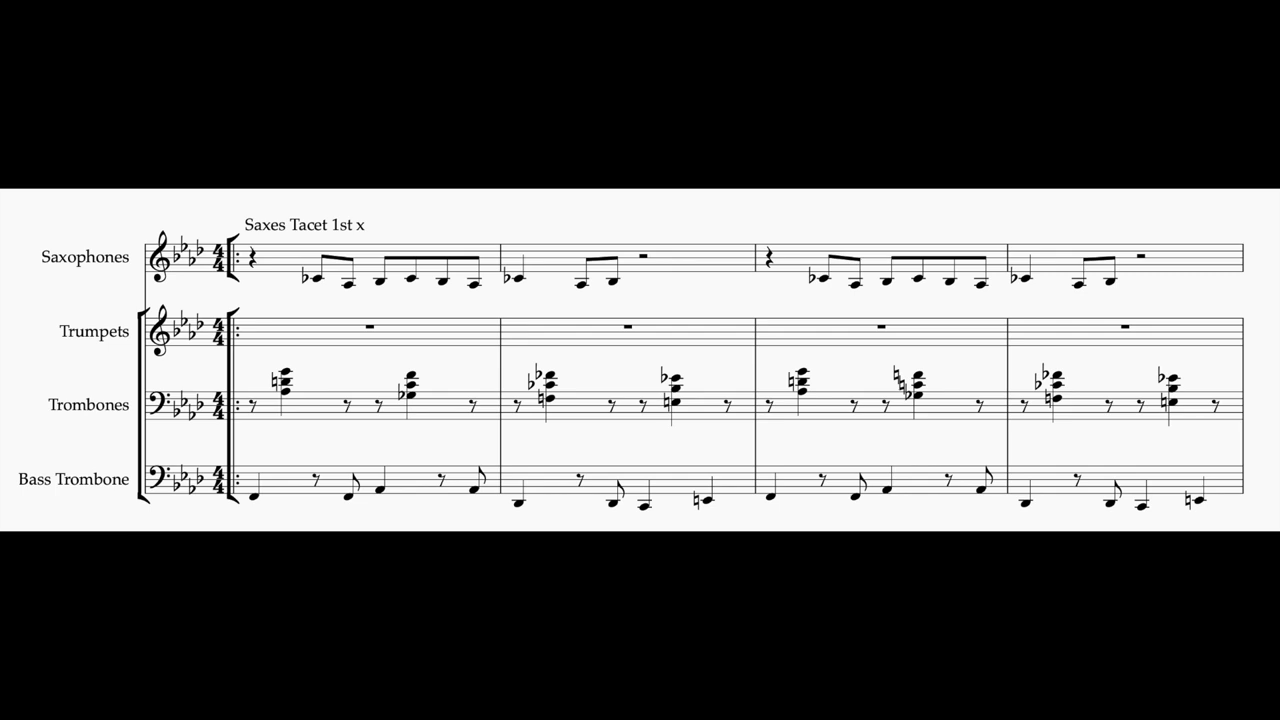 Saxes Tacet 1st x
Saxophones
Trumpets
Trombones
Bass Trombone